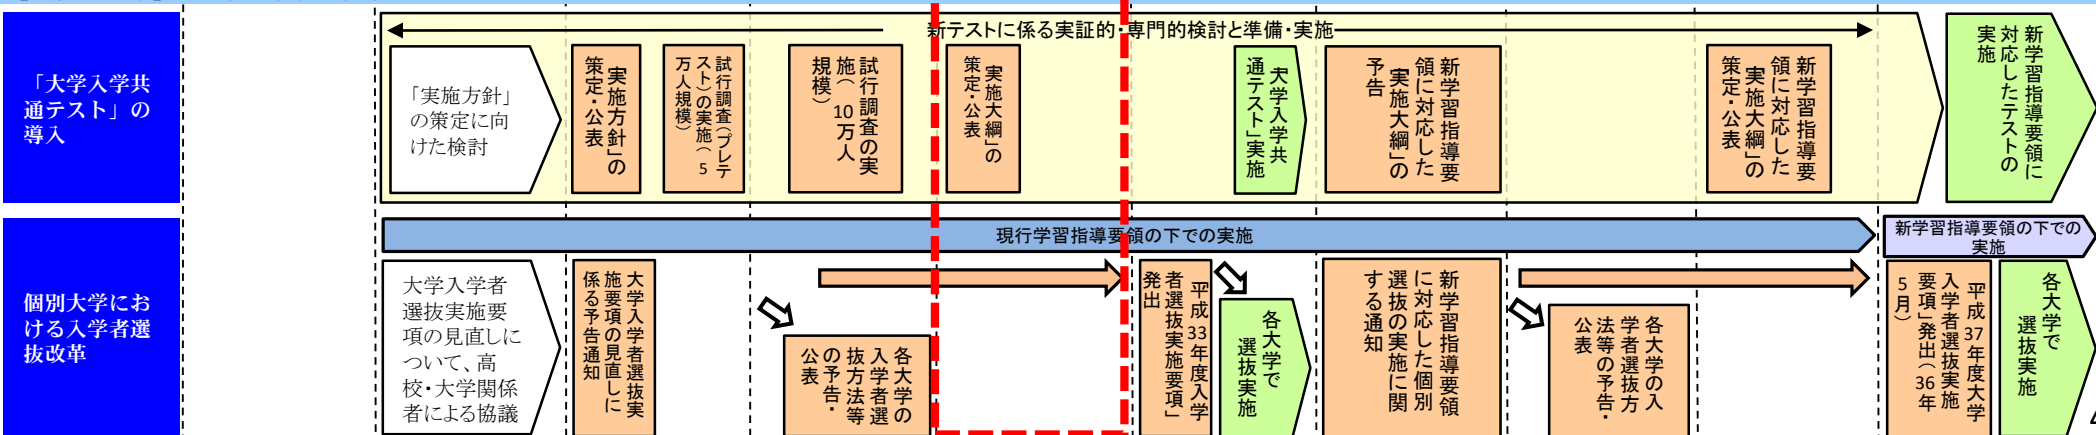 「大学入学共
通テスト」の
導入
新テストに係る実証的・専門的検討と準備・実施
「実施方針」
の策定に向
けた検討
「実施方針」の
策定・公表
試行調査(プレテ
スト)の実施(5
万人規模)
試行調査の実
施(10万人
規模)
「実施大綱」の
策定・公表
「大学入学共
通テスト」実施
新学習指導要
領に対応した
「実施大綱」の
予告
新学習指導要
領に対応した
「実施大綱」の
策定・公表
新学習指導要領に
対応したテストの
実施
個別大学にお
ける入学者選
抜改革
現行学習指導要領の下での実施
新学習指導要領の下での
実施
大学入学者
選抜実施要
項の見直しに
ついて、高
校・大学関係
者による協議
大学入学者選抜実
施要項の見直しに
係る予告通知
各大学の
入学者選
抜方法等
の予告・
公表
平成33年度入学
者選抜実施要項」
発出
各大学で
選抜実施
新学習指導要領
に対応した個別
選抜の実施に関
する通知
各大学の入
学者選抜方
法等の予告・
公表
平成37年度大学
入学者選抜実施
要項」発出(36年
5月)
各大学で
選抜実施